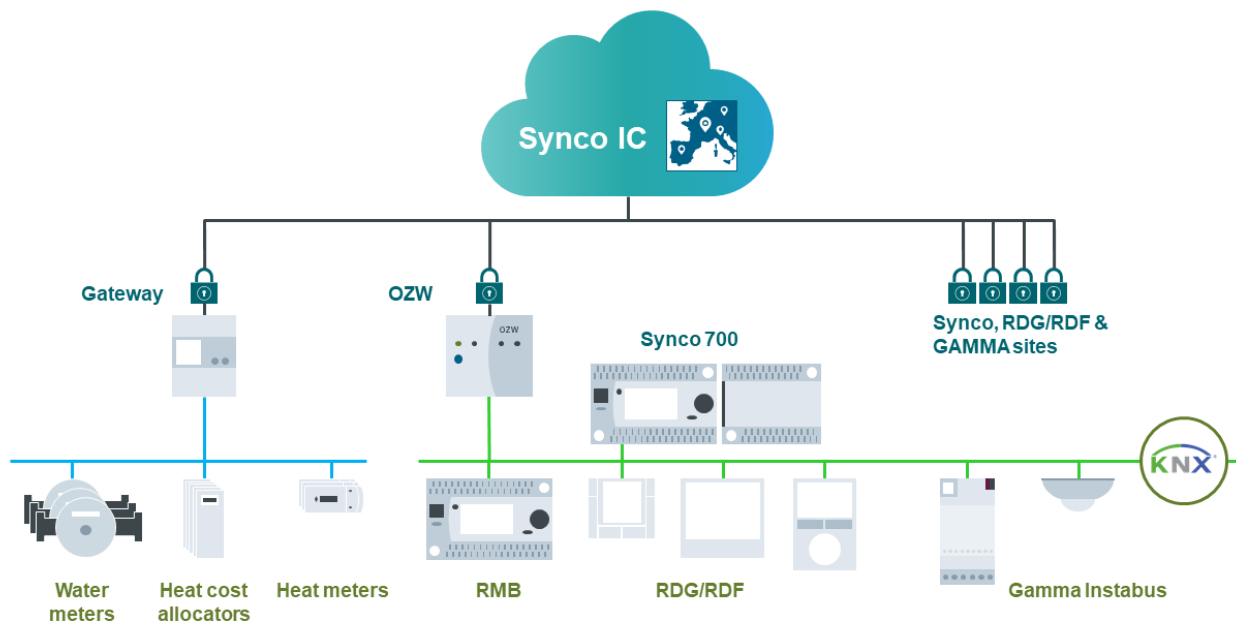 Synco IC
Gateway
OZW
OZW
Synco, RDG/RDF &
GAMMA sites
Synco 700
KNX
Water
meters
Heat cost
allocators
Heat meters
RMB
RDG/RDF
Gamma Instabus